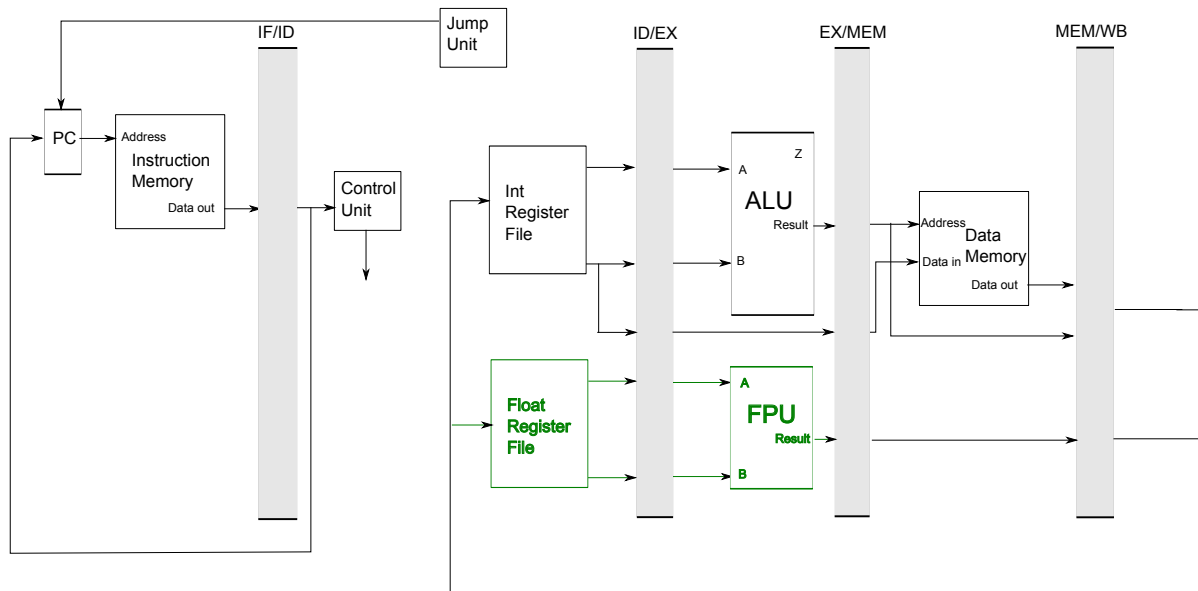 Jump
Unit
IF/ID
ID/EX
EX/MEM
MEM/WB
PC
Address
Instruction
Memory
Data out
Control
Unit
Int
Register
File
A
Z
ALU
Result
B
Address
Data
Data in
Memory
Data out
Float
Register
File
A
FPU
Result
B